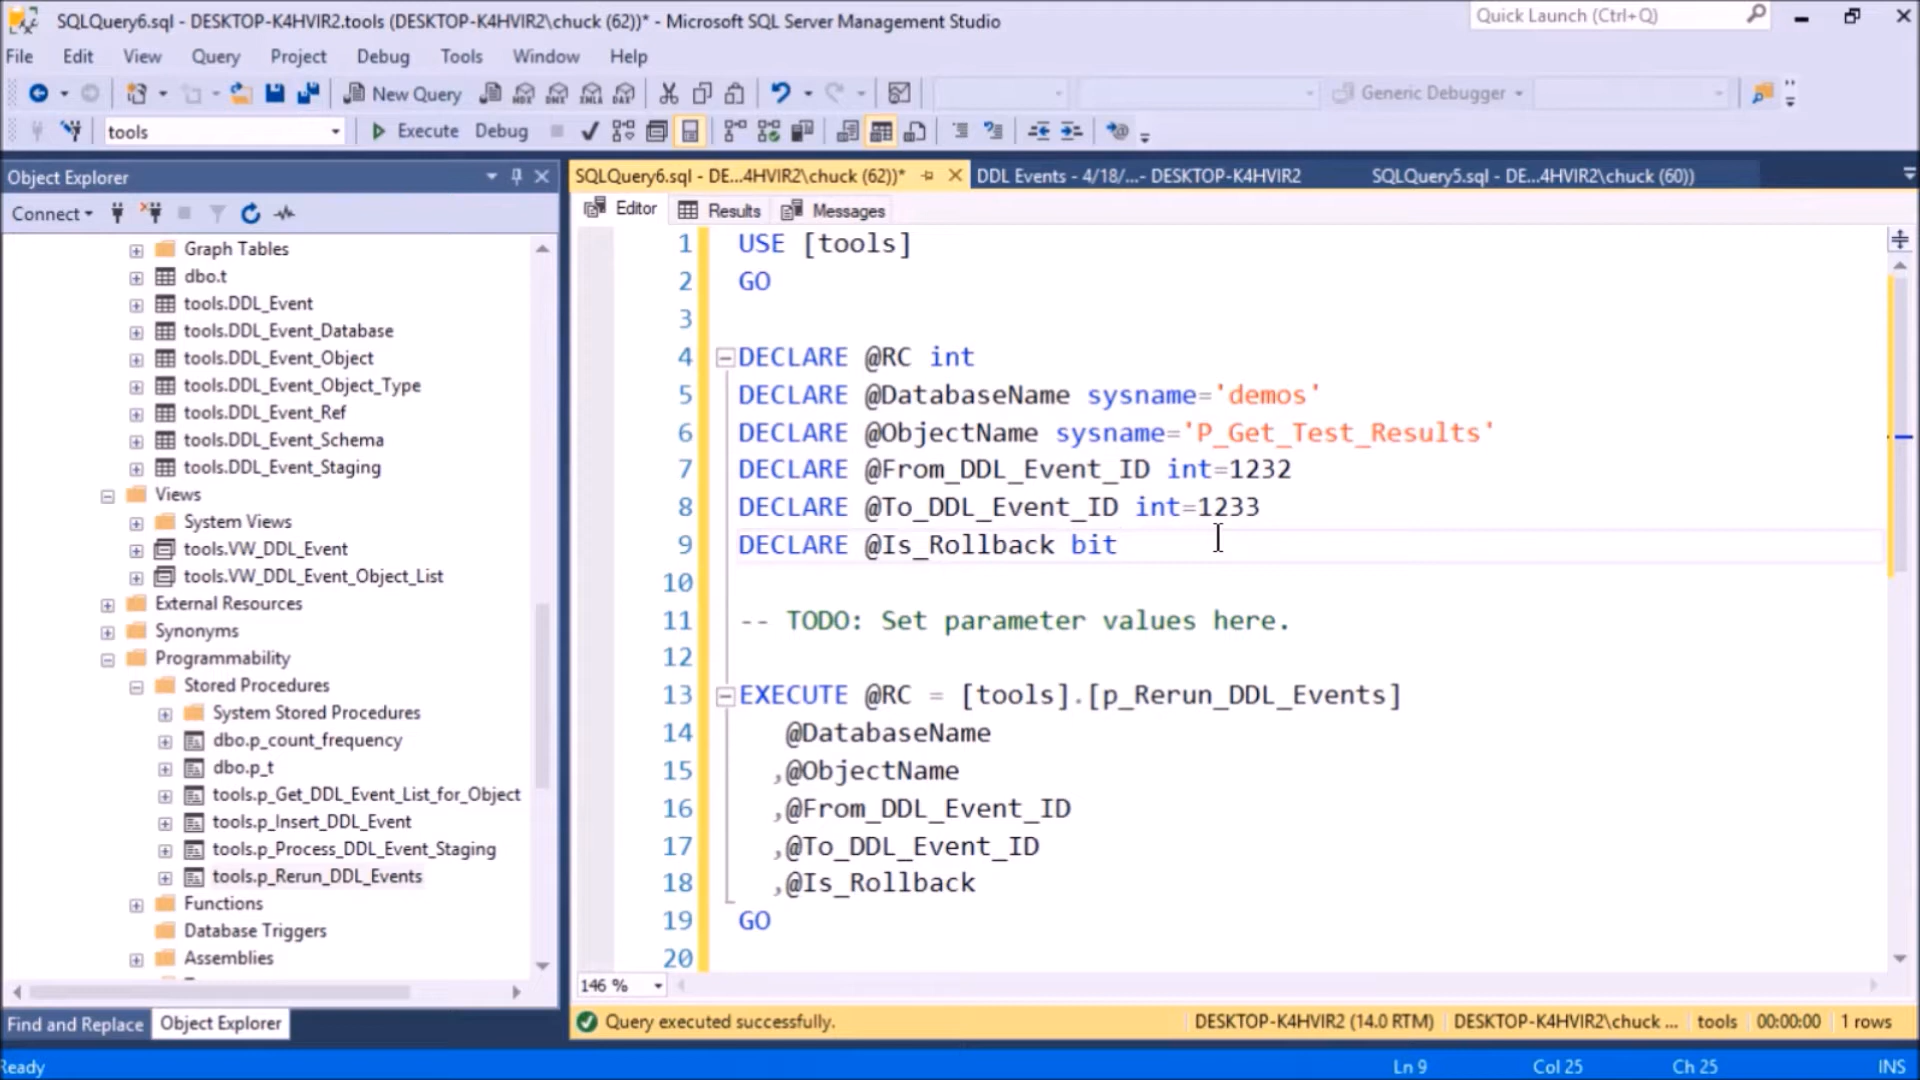 SQLQuery6.sql - DESKTOP-K4HVIR2.tools (DESKTOP-K4HVIR2\chuck (62))* - Microsoft SQL Server Management Studio
Quick Launch (Ctrl+Q)
File Edit View Query Project Debug Tools Window Help
New Query
Generic Debugger
tools
Execute Debug
Object Explorer
SQLQuery6.sql - DE...4HVIR2\chuck (62))*
DDL Events - 4/18/...- DESKTOP-K4HVIR2
SQLQuery5.sql - DE...4HVIR2\chuck (60))
Connect
Editor Results Messages
Graph Tables
dbo.t
tools.DDL_Event
tools.DDL_Event_Database
tools.DDL_Event_Object
tools.DDL_Event_Object_Type
tools.DDL_Event_Ref
tools.DDL_Event_Schema
tools.DDL_Event_Staging
Views
System Views
tools.VW_DDL_Event
tools.VW_DDL_Event_Object_List
External Resources
Synonyms
Programmability
Stored Procedures
System Stored Procedures
dbo.p_count_frequency
dbo.p_t
tools.p_Get_DDL_Event_List_for_Object
tools.p_Insert_DDL_Event
tools.p_Process_DDL_Event_Staging
tools.p_Rerun_DDL_Events
Functions
Database Triggers
Assemblies
1 USE [tools]
2 GO
3
4 DECLARE @RC int
5 DECLARE @DatabaseName sysname='demos'
6 DECLARE @ObjectName sysname='P_Get_Test_Results'
7 DECLARE @From_DDL_Event_ID int=1232
8 DECLARE @To_DDL_Event_ID int=1233
9 DECLARE @Is_Rollback bit
10
11 -- TODO: Set parameter values here.
12
13 EXECUTE @RC = [tools].[p_Rerun_DDL_Events]
14 @DatabaseName
15 ,@ObjectName
16 ,@From_DDL_Event_ID
17 ,@To_DDL_Event_ID
18 ,@Is_Rollback
19 GO
20
146 %
Find and Replace
Object Explorer
Query executed successfully.
DESKTOP-K4HVIR2 (14.0 RTM)
DESKTOP-K4HVIR2\chuck ...
tools
00:00:00
1 rows
Ready
Ln 9
Col 25
Ch 25
INS